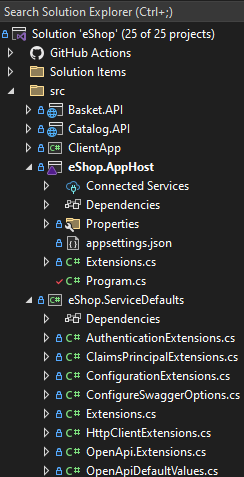 Search Solution Explorer (Ctrl+;)
Solution 'eShop' (25 of 25 projects)
GitHub Actions
Solution Items
src
Basket.API
Catalog.API
ClientApp
eShop.AppHost
Connected Services
Dependencies
Properties
appsettings.json
C# Extensions.cs
C# Program.cs
eShop.ServiceDefaults
Dependencies
C# AuthenticationExtensions.cs
C# ClaimsPrincipalExtensions.cs
C# ConfigurationExtensions.cs
C# ConfigureSwaggerOptions.cs
C# Extensions.cs
C# HttpClientExtensions.cs
C# OpenApi.Extensions.cs
C# OpenApiDefaultValues.cs